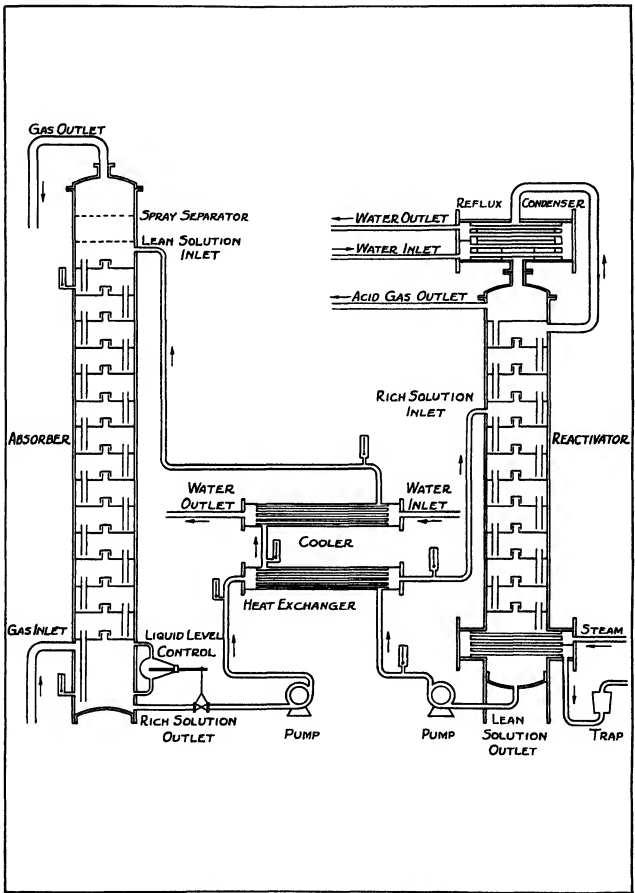 GAS OUTLET
SPRAY SEPARATOR
LEAN SOLUTION
INLET
REFLUX CONDENSER
WATER OUTLET
WATER INLET
ACID GAS OUTLET
RICH SOLUTION
INLET
ABSORBER
REACTIVATOR
WATER
OUTLET
WATER
INLET
COOLER
HEAT EXCHANGER
GAS INLET
LIQUID LEVEL
CONTROL
STEAM
RICH SOLUTION
OUTLET
PUMP
PUMP
LEAN
SOLUTION
OUTLET
TRAP